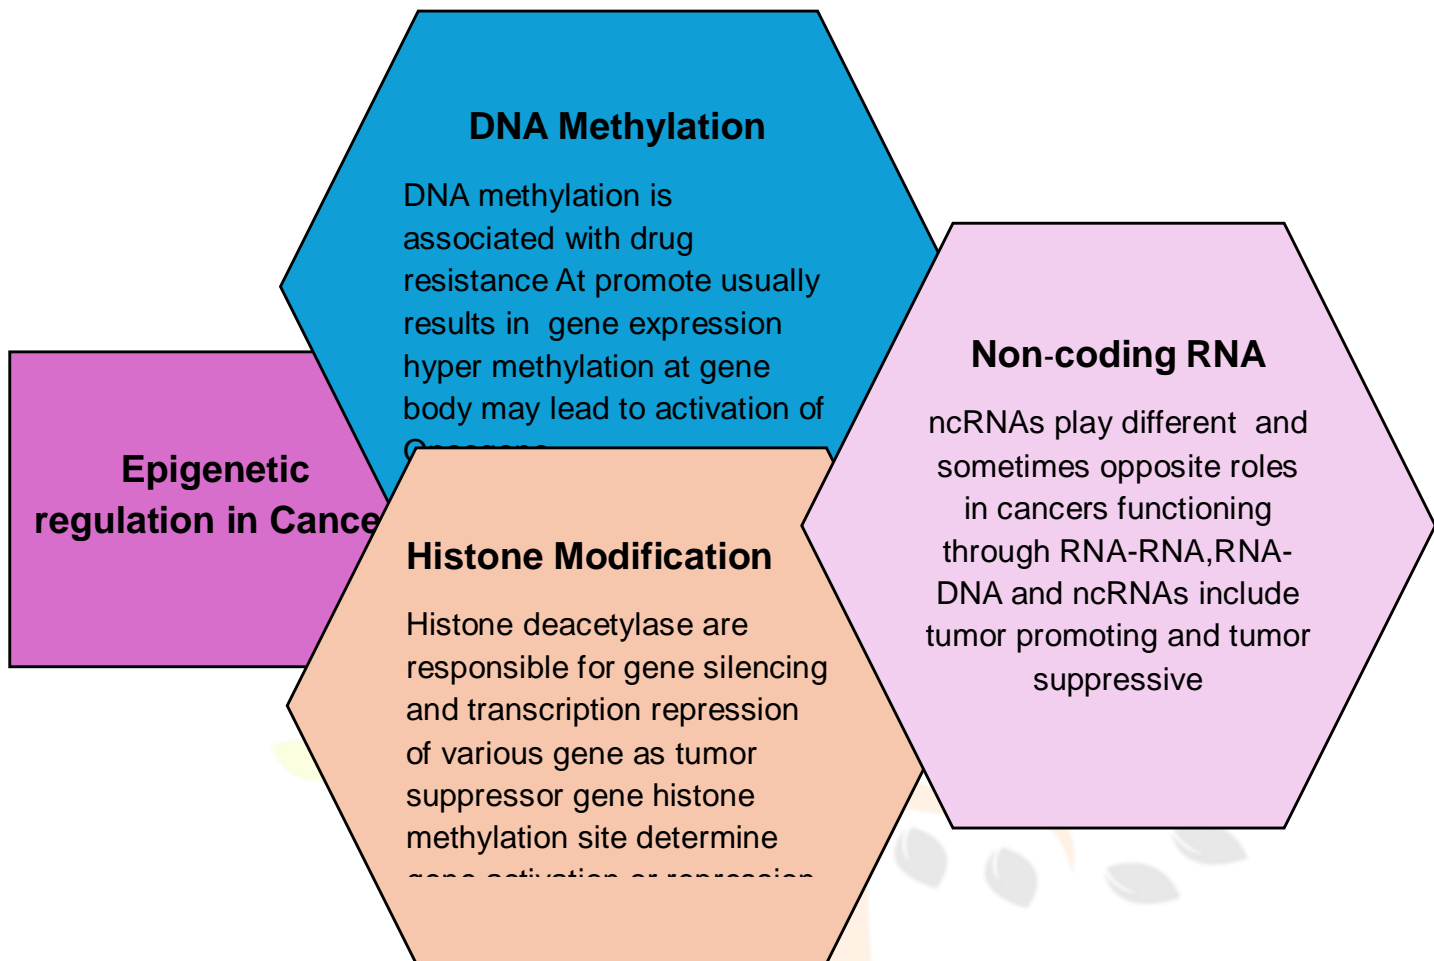 DNA Methylation
DNA methylation is
associated with drug
resistance At promote usually
results in  gene expression
hyper methylation at gene
body may lead to activation of
Epigenetic
regulation in Cance
Histone Modification
Histone deacetylase are
responsible for gene silencing
and transcription repression
of various gene as tumor
suppressor gene histone
methylation site determine
gene activation or repression
Non-coding RNA
ncRNAs play different  and
sometimes opposite roles
in cancers functioning
through RNA-RNA,RNA-
DNA and ncRNAs include
tumor promoting and tumor
suppressive